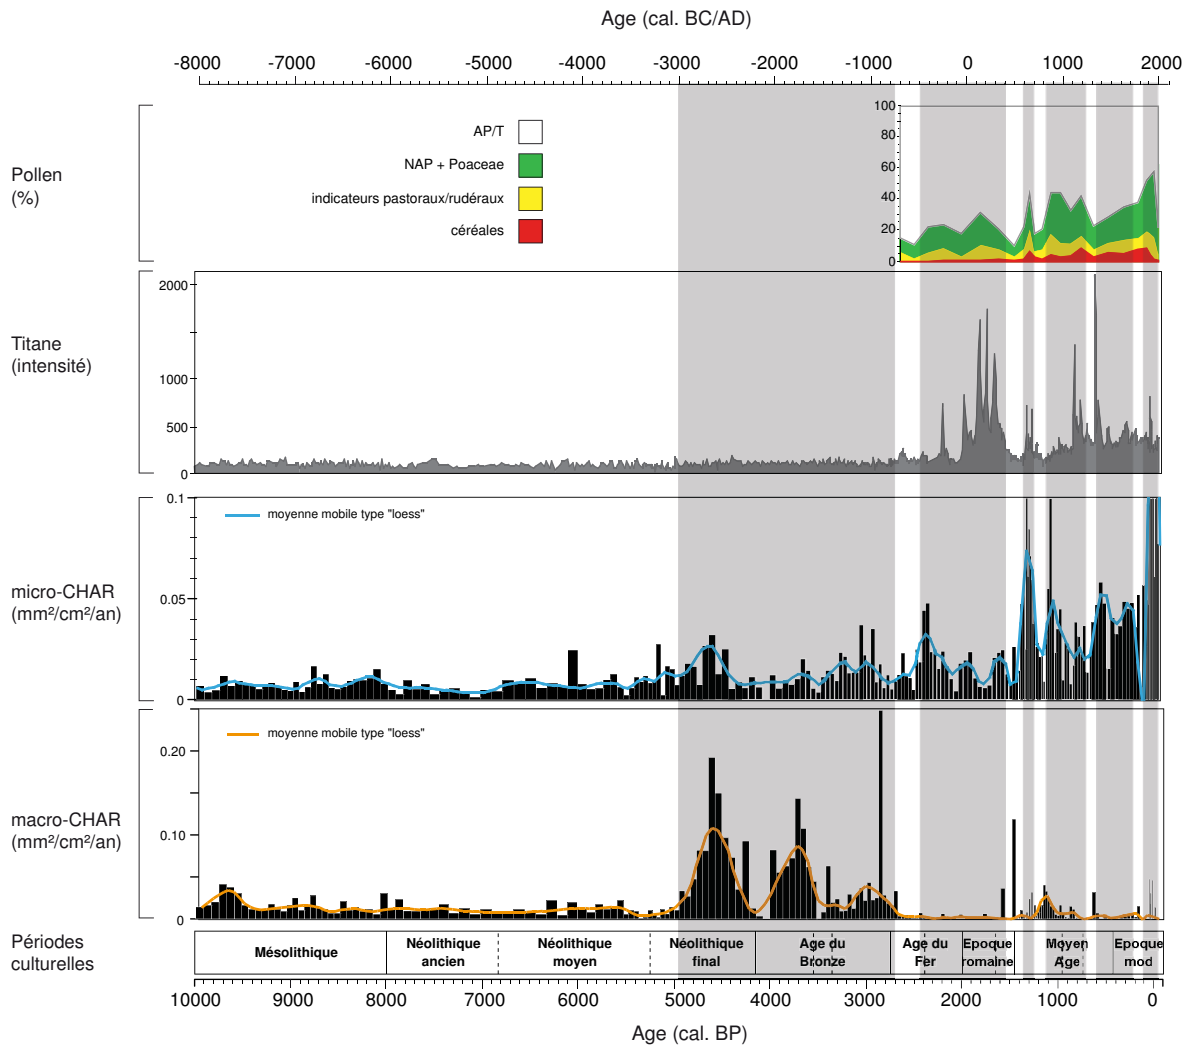 Age (cal. BC/AD)
-8000 -7000 -6000 -5000 -4000 -3000 -2000 -1000 0 1000 2000
Pollen
(%)
AP/T
NAP + Poaceae
indicateurs pastoraux/rudéraux
céréales
100
80
60
40
20
0
Titane
(intensité)
2000
1000
500
0
micro-CHAR
(mm²/cm²/an)
0.1
0.05
0
moyenne mobile type "loess"
macro-CHAR
(mm²/cm²/an)
0.20
0.10
0
moyenne mobile type "loess"
Périodes
culturelles
Mésolithique
Néolithique
ancien
Néolithique
moyen
Néolithique
final
Age du
Bronze
Age du
Fer
Epoque
romaine
Moyen
Age
Epoque
mod
10000 9000 8000 7000 6000 5000 4000 3000 2000 1000 0
Age (cal. BP)